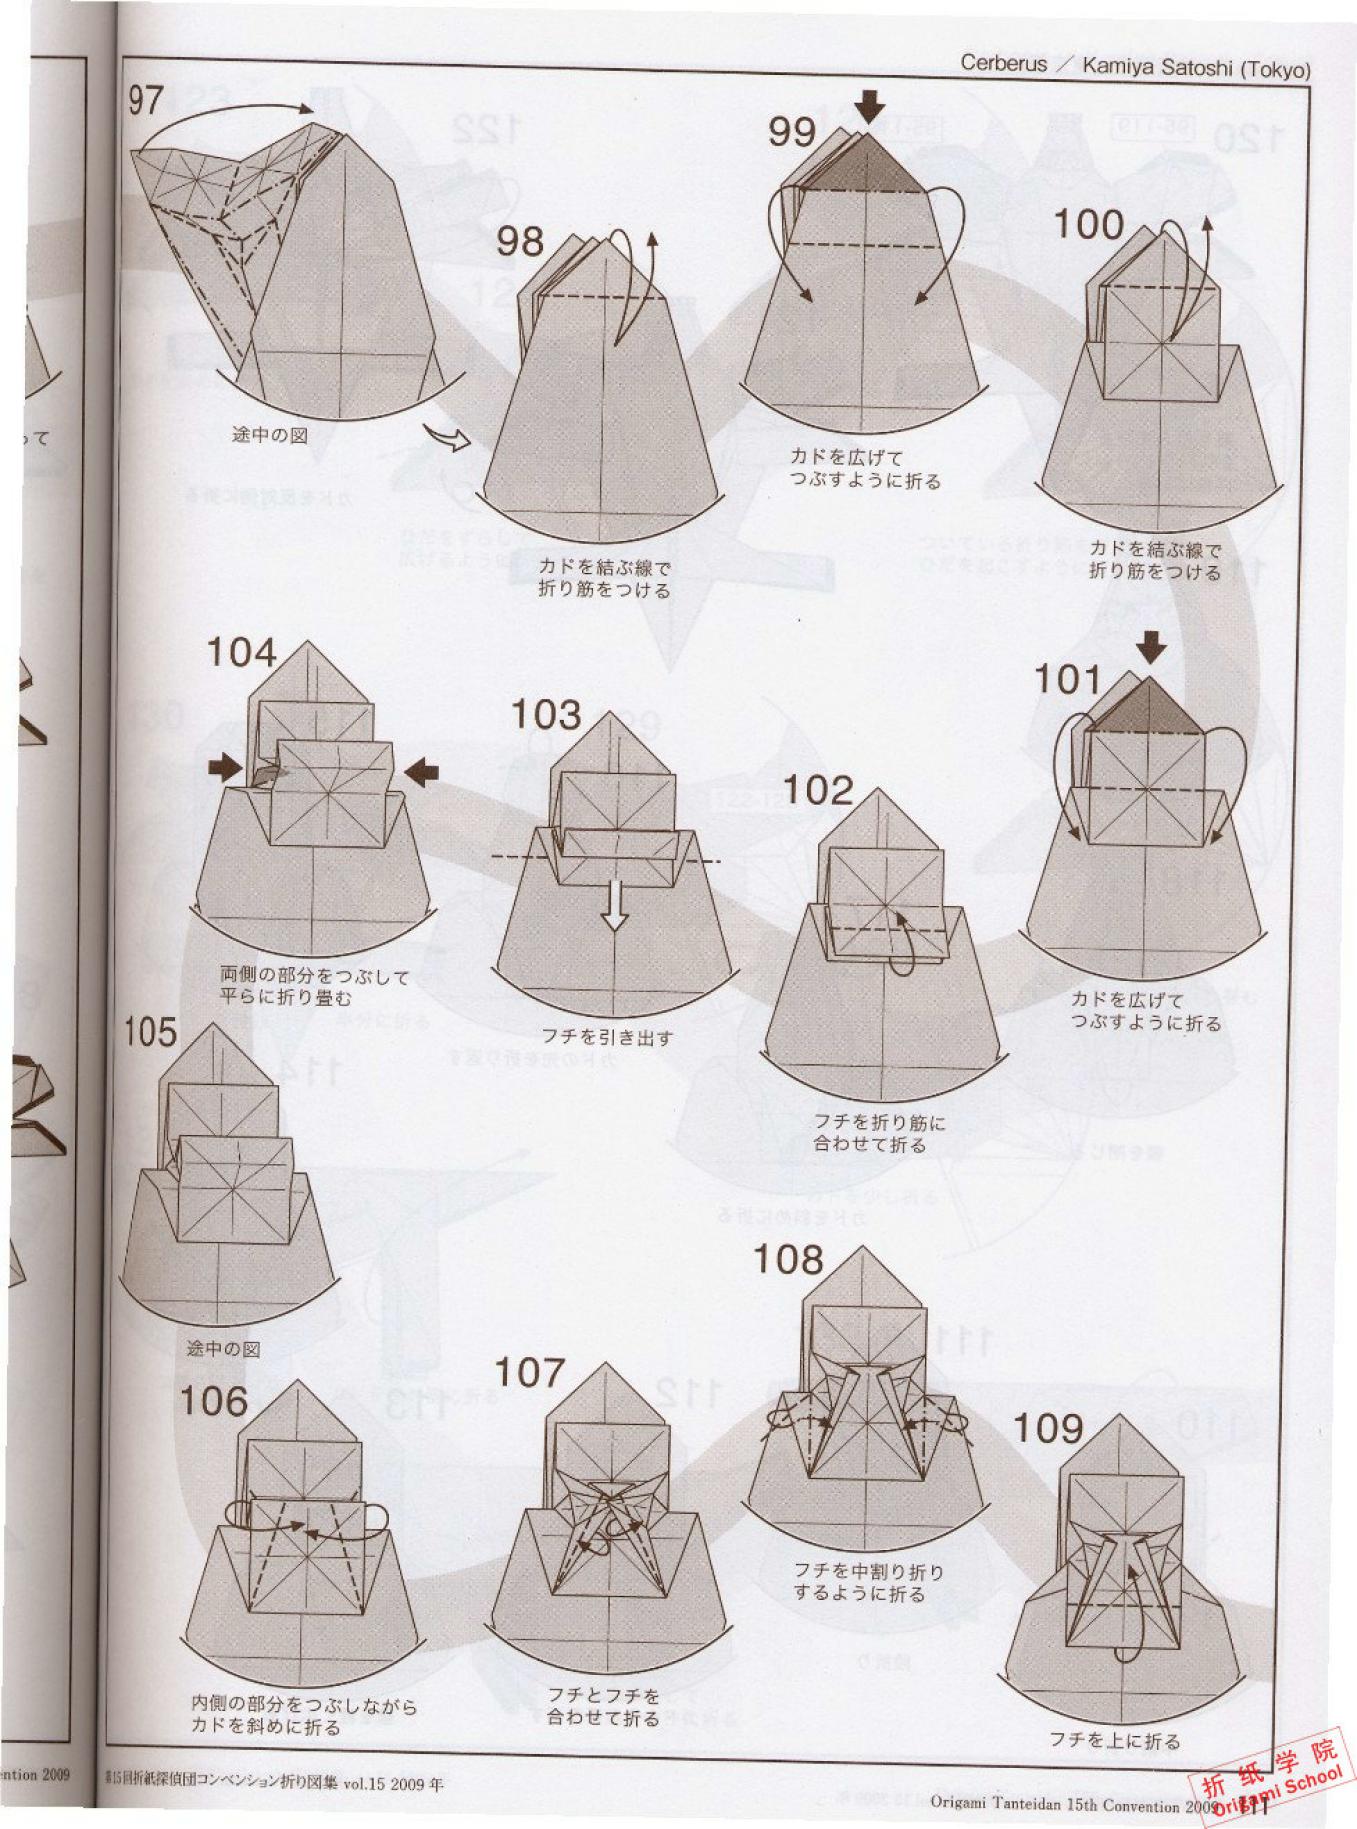 Cerberus / Kamiya Satoshi (Tokyo)
97
途中の図
98
カドを結ぶ線で
折り筋をつける
99
カドを広げて
つぶすように折る
100
カドを結ぶ線で
折り筋をつける
101
カドを広げて
つぶすように折る
102
フチを折り筋に
合わせて折る
103
フチを引き出す
104
両側の部分をつぶして
平らに折り畳む
105
途中の図
106
内側の部分をつぶしながら
カドを斜めに折る
107
フチとフチを
合わせて折る
108
フチを中割り折り
するように折る
109
フチを上に折る
って
ention 2009
第15回折紙探偵団コンベンション折り図集 vol.15 2009 年
Origami Tanteidan 15th Convention 2009 111
折纸学院
Origami School